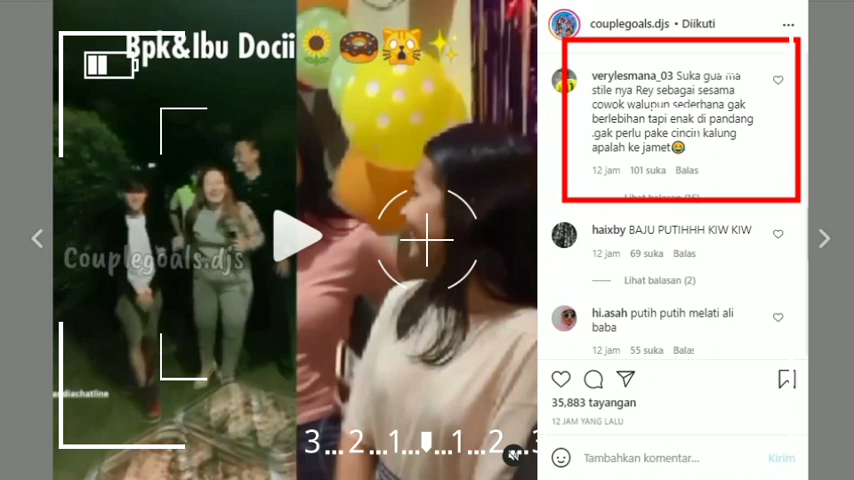 Bpk&Ibu Docii🌻🍩🙀✨
Couplegoals.djs
3...2...1... ...1...2...3
couplegoals.djs • Diikuti
verylesmana_03 Suka gua ma
stile nya Rey sebagai sesama
cowok walupun sederhana gak
berlebihan tapi enak di pandang
.gak perlu pake cincin kalung
apalah ke jamet😂
12 jam 101 suka Balas
Lihat balasan (16)
haixby BAJU PUTIHHH KIW KIW
12 jam 69 suka Balas
Lihat balasan (2)
hi.asah putih putih melati ali
baba
12 jam 55 suka Balas
35,883 tayangan
12 JAM YANG LALU
Tambahkan komentar...
Kirim